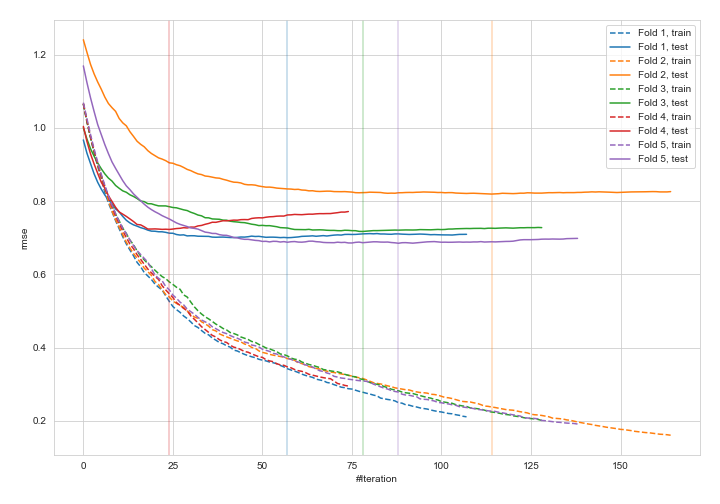 Fold 1, train
Fold 1, test
Fold 2, train
Fold 2, test
Fold 3, train
Fold 3, test
Fold 4, train
Fold 4, test
Fold 5, train
Fold 5, test
1.2
1.0
0.8
0.6
0.4
0.2
rmse
0 25 50 75 100 125 150
#Iteration